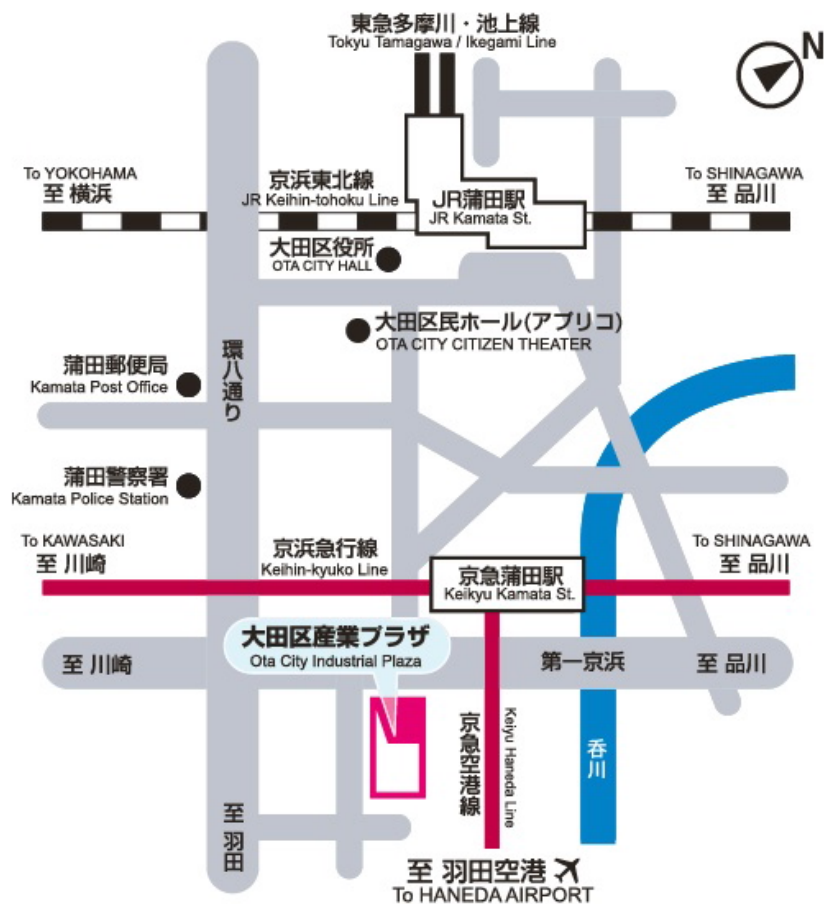 東急多摩川・池上線
Tokyu Tamagawa / Ikegami Line
N
To YOKOHAMA
至 横浜
京浜東北線
JR Keihin-tohoku Line
JR蒲田駅
JR Kamata St.
To SHINAGAWA
至 品川
大田区役所
OTA CITY HALL
大田区民ホール(アプリコ)
OTA CITY CITIZEN THEATER
環八通り
蒲田郵便局
Kamata Post Office
蒲田警察署
Kamata Police Station
To KAWASAKI
至 川崎
京浜急行線
Keihin-kyuko Line
京急蒲田駅
Keikyu Kamata St.
To SHINAGAWA
至 品川
大田区産業プラザ
Ota City Industrial Plaza
至 川崎
第一京浜
至 品川
京急空港線
Keiyu Haneda Line
呑川
至 羽田
至 羽田空港
To HANEDA AIRPORT